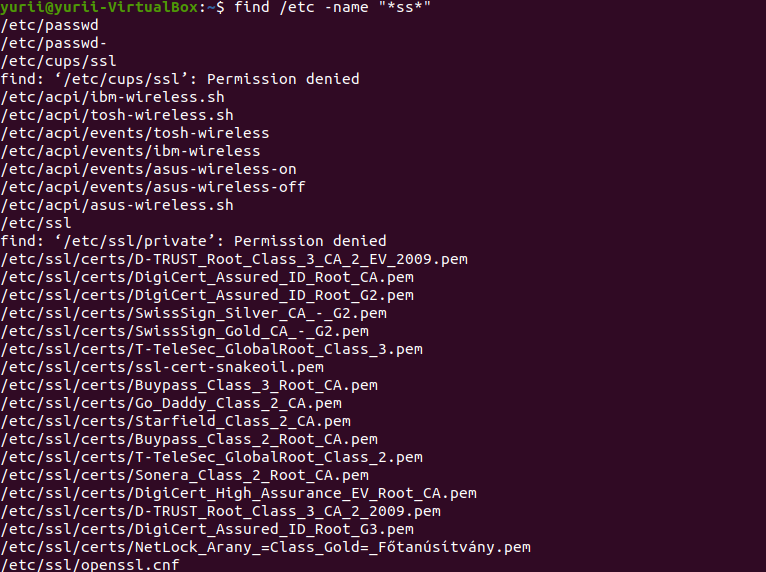 yurii@yurii-VirtualBox:~$ find /etc -name "*ss*"
/etc/passwd
/etc/passwd-
/etc/cups/ssl
find: ‘/etc/cups/ssl’: Permission denied
/etc/acpi/ibm-wireless.sh
/etc/acpi/tosh-wireless.sh
/etc/acpi/events/tosh-wireless
/etc/acpi/events/ibm-wireless
/etc/acpi/events/asus-wireless-on
/etc/acpi/events/asus-wireless-off
/etc/acpi/asus-wireless.sh
/etc/ssl
find: ‘/etc/ssl/private’: Permission denied
/etc/ssl/certs/D-TRUST_Root_Class_3_CA_2_EV_2009.pem
/etc/ssl/certs/DigiCert_Assured_ID_Root_CA.pem
/etc/ssl/certs/DigiCert_Assured_ID_Root_G2.pem
/etc/ssl/certs/SwissSign_Silver_CA_-_G2.pem
/etc/ssl/certs/SwissSign_Gold_CA_-_G2.pem
/etc/ssl/certs/T-TeleSec_GlobalRoot_Class_3.pem
/etc/ssl/certs/ssl-cert-snakeoil.pem
/etc/ssl/certs/Buypass_Class_3_Root_CA.pem
/etc/ssl/certs/Go_Daddy_Class_2_CA.pem
/etc/ssl/certs/Starfield_Class_2_CA.pem
/etc/ssl/certs/Buypass_Class_2_Root_CA.pem
/etc/ssl/certs/T-TeleSec_GlobalRoot_Class_2.pem
/etc/ssl/certs/Sonera_Class_2_Root_CA.pem
/etc/ssl/certs/DigiCert_High_Assurance_EV_Root_CA.pem
/etc/ssl/certs/D-TRUST_Root_Class_3_CA_2_2009.pem
/etc/ssl/certs/DigiCert_Assured_ID_Root_G3.pem
/etc/ssl/certs/NetLock_Arany_=Class_Gold=_Főtanúsítvány.pem
/etc/ssl/openssl.cnf